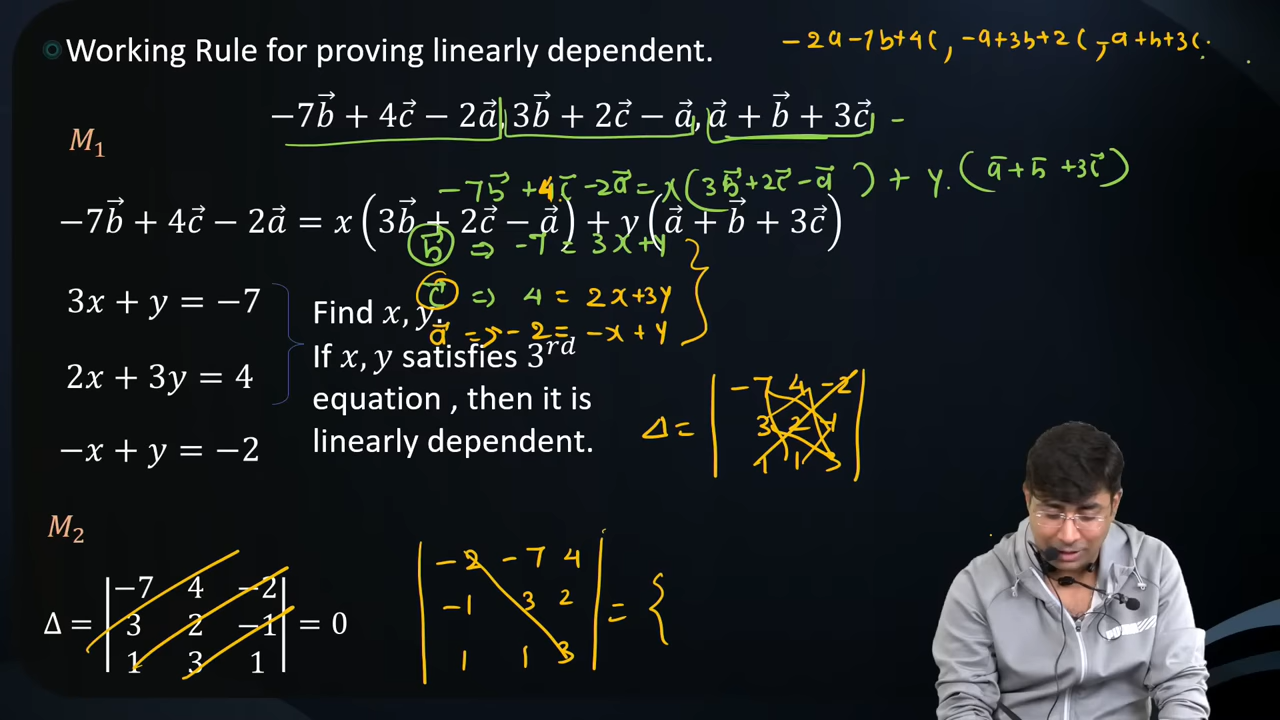 Working Rule for proving linearly dependent.
-2a-7b+4c, -a+3b+2c, a+b+3c
−7b⃗ + 4c⃗ − 2a⃗, 3b⃗ + 2c⃗ − a⃗, a⃗ + b⃗ + 3c⃗
M₁
-7b⃗ + 4c⃗ - 2a⃗ = x(3b⃗ + 2c⃗ - a⃗) + y.(a⃗ + b⃗ + 3c⃗)
−7b⃗ + 4c⃗ − 2a⃗ = x(3b⃗ + 2c⃗ − a⃗) + y(a⃗ + b⃗ + 3c⃗)
b⃗ ⇒ -7 = 3x+y
3x + y = −7
c⃗ ⇒ 4 = 2x+3y
Find x, y.
a⃗ ⇒ -2 = -x+y
If x, y satisfies 3ʳᵈ
2x + 3y = 4
equation , then it is
−x + y = −2
linearly dependent.
Δ = | -7 4 -2 |
3 2 -1
1 1 3
M₂
Δ = | −7 4 −2 | = 0
3 2 −1
1 3 1
| -2 -7 4 | = {
-1 3 2
1 1 3